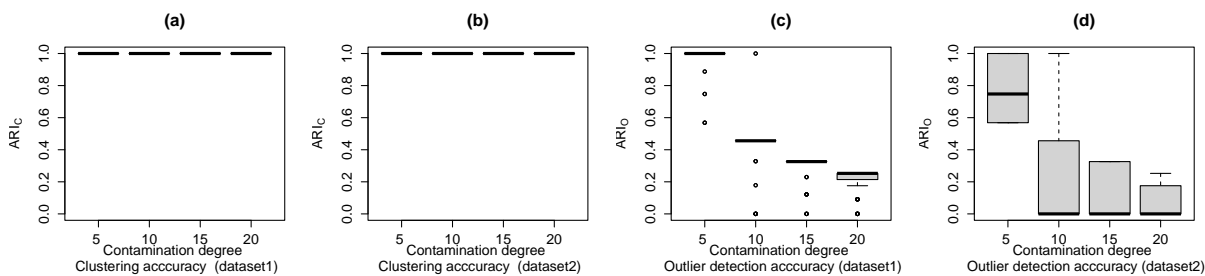 (a)
ARIC
0.0 0.2 0.4 0.6 0.8 1.0
5 10 15 20
Contamination degree
Clustering acccuracy (dataset1)
(b)
ARIC
0.0 0.2 0.4 0.6 0.8 1.0
5 10 15 20
Contamination degree
Clustering acccuracy (dataset2)
(c)
ARIO
0.0 0.2 0.4 0.6 0.8 1.0
5 10 15 20
Contamination degree
Outlier detection acccuracy (dataset1)
(d)
ARIO
0.0 0.2 0.4 0.6 0.8 1.0
5 10 15 20
Contamination degree
Outlier detection acccuracy (dataset2)